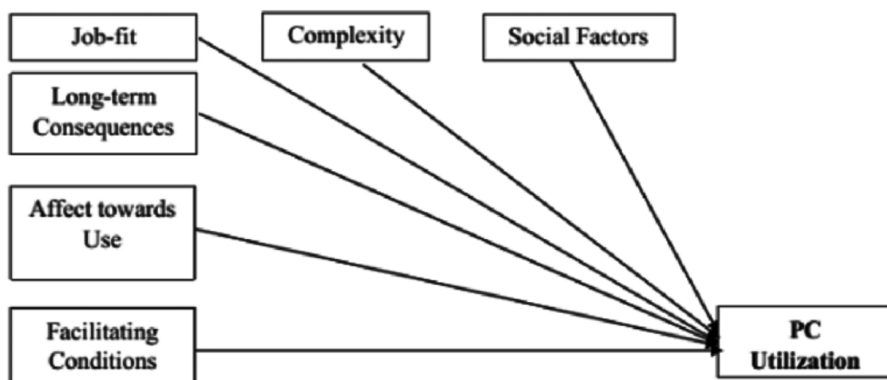 Job-fit
Complexity
Social Factors
Long-term
Consequences
Affect towards
Use
Facilitating
Conditions
PC
Utilization